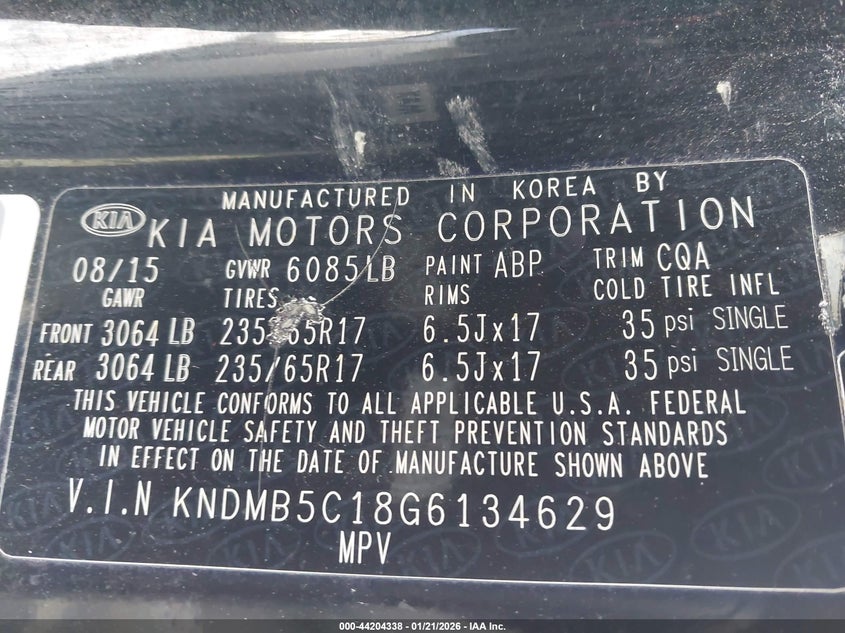 MANUFACTURED IN KOREA BY
KIA KIA MOTORS CORPORATION
08/15 GVWR 6085LB PAINT ABP TRIM CQA
GAWR TIRES RIMS COLD TIRE INFL
FRONT 3064 LB 235/65R17 6.5Jx17 35 psi SINGLE
REAR 3064 LB 235/65R17 6.5Jx17 35 psi SINGLE
THIS VEHICLE CONFORMS TO ALL APPLICABLE U.S.A. FEDERAL
MOTOR VEHICLE SAFETY AND THEFT PREVENTION STANDARDS
IN EFFECT ON THE DATE OF MANUFACTURE SHOWN ABOVE
V.I.N KNDMB5C18G6134629
MPV
000-44204338 - 01/21/2026 - IAA Inc.